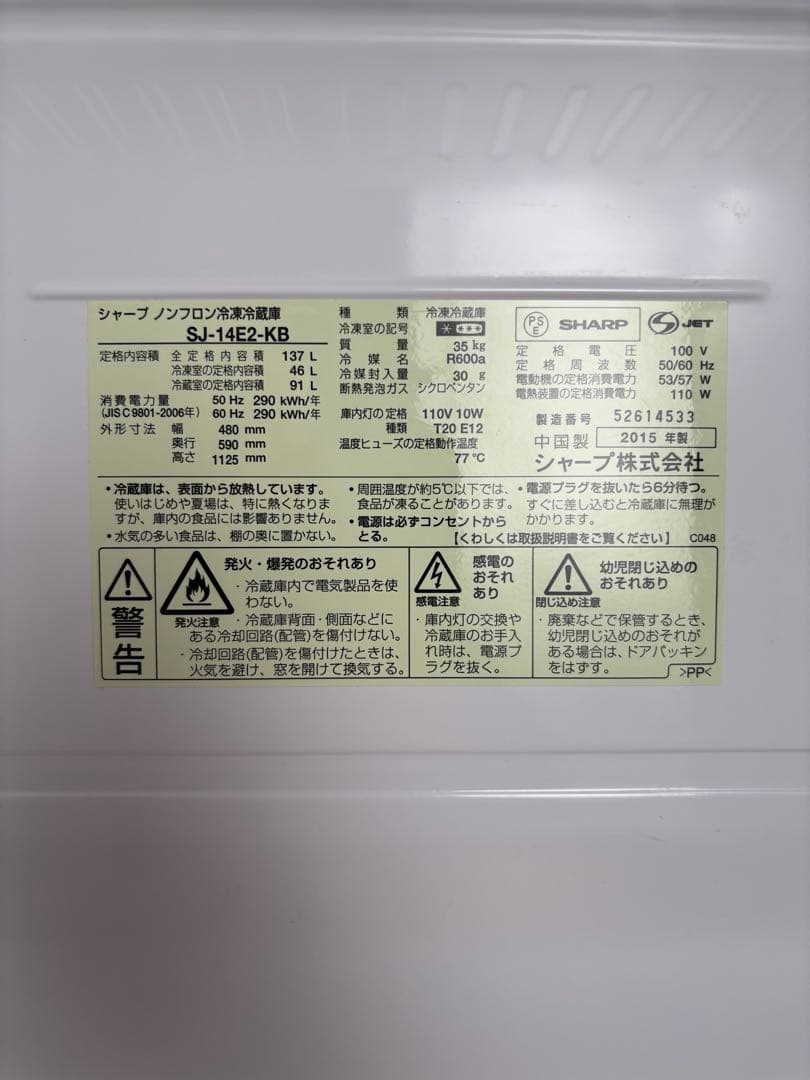 シャープ ノンフロン冷凍冷蔵庫
SJ-14E2-KB
定格内容積 全定格内容積 137 L
冷凍室の定格内容積 46 L
冷蔵室の定格内容積 91 L
消費電力量 50 Hz 290 kWh/年
(JIS C 9801-2006年) 60 Hz 290 kWh/年
外形寸法 幅 480 mm
奥行 590 mm
高さ 1125 mm
種類 冷凍冷蔵庫
冷凍室の記号
質量 35 kg
冷媒名 R600a
冷媒封入量 30 g
断熱発泡ガス シクロペンタン
庫内灯の定格 110V 10W
種類 T20 E12
温度ヒューズの定格動作温度
77℃
PSE SHARP JET
定格電圧 100 V
定格周波数 50/60 Hz
電動機の定格消費電力 53/57 W
電熱装置の定格消費電力 110 W
製造番号 52614533
中国製 2015 年製
シャープ株式会社
・冷蔵庫は、表面から放熱しています。
使いはじめや夏場は、特に熱くなりま
すが、庫内の食品には影響ありません。
・水気の多い食品は、棚の奥に置かない。
・周囲温度が約5℃以下では、
食品が凍ることがあります。
・電源は必ずコンセントから
とる。
・電源プラグを抜いたら6分待つ。
すぐに差し込むと冷蔵庫に無理が
かかります。
【くわしくは取扱説明書をご覧ください】 C048
警告
発火・爆発のおそれあり
発火注意
・冷蔵庫内で電気製品を使
わない。
・冷蔵庫背面・側面などに
ある冷却回路(配管)を傷付けない。
・冷却回路(配管)を傷付けたときは、
火気を避け、窓を開けて換気する。
感電の
おそれ
あり
感電注意
・庫内灯の交換や
冷蔵庫のお手入
れ時は、電源プ
ラグを抜く。
幼児閉じ込めの
おそれあり
閉じ込め注意
・廃棄などで保管するとき、
幼児閉じ込めのおそれが
ある場合は、ドアパッキン
をはずす。
>PP<